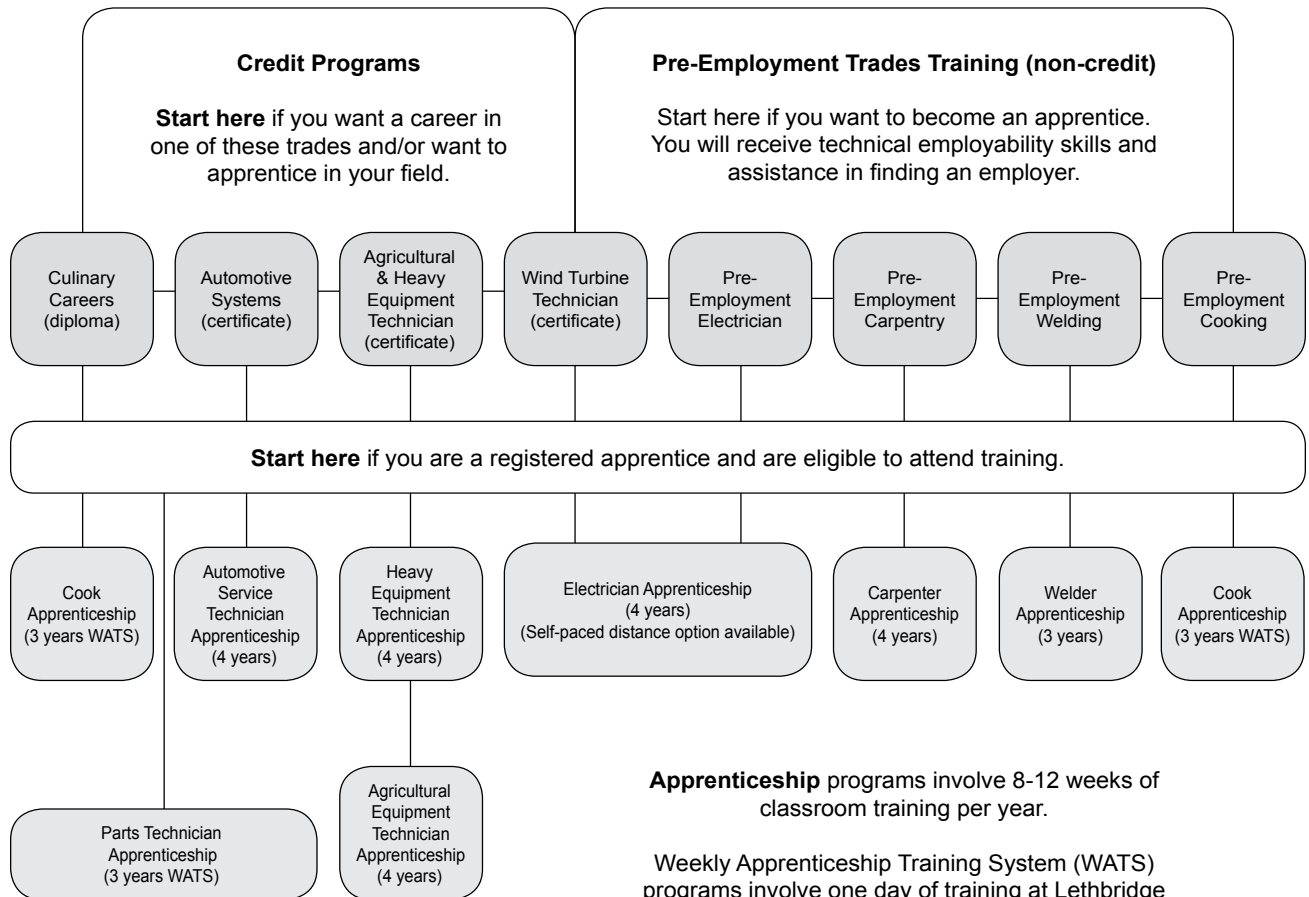 Credit Programs
Start here if you want a career in
one of these trades and/or want to
apprentice in your field.
Pre-Employment Trades Training (non-credit)
Start here if you want to become an apprentice.
You will receive technical employability skills and
assistance in finding an employer.
Culinary
Careers
(diploma)
Automotive
Systems
(certificate)
Agricultural
& Heavy
Equipment
Technician
(certificate)
Wind Turbine
Technician
(certificate)
Pre-
Employment
Electrician
Pre-
Employment
Carpentry
Pre-
Employment
Welding
Pre-
Employment
Cooking
Start here if you are a registered apprentice and are eligible to attend training.
Cook
Apprenticeship
(3 years WATS)
Automotive
Service
Technician
Apprenticeship
(4 years)
Heavy
Equipment
Technician
Apprenticeship
(4 years)
Electrician Apprenticeship
(4 years)
(Self-paced distance option available)
Carpenter
Apprenticeship
(4 years)
Welder
Apprenticeship
(3 years)
Cook
Apprenticeship
(3 years WATS)
Parts Technician
Apprenticeship
(3 years WATS)
Agricultural
Equipment
Technician
Apprenticeship
(4 years)
Apprenticeship programs involve 8-12 weeks of
classroom training per year.
Weekly Apprenticeship Training System (WATS)
programs involve one day of training at Lethbridge